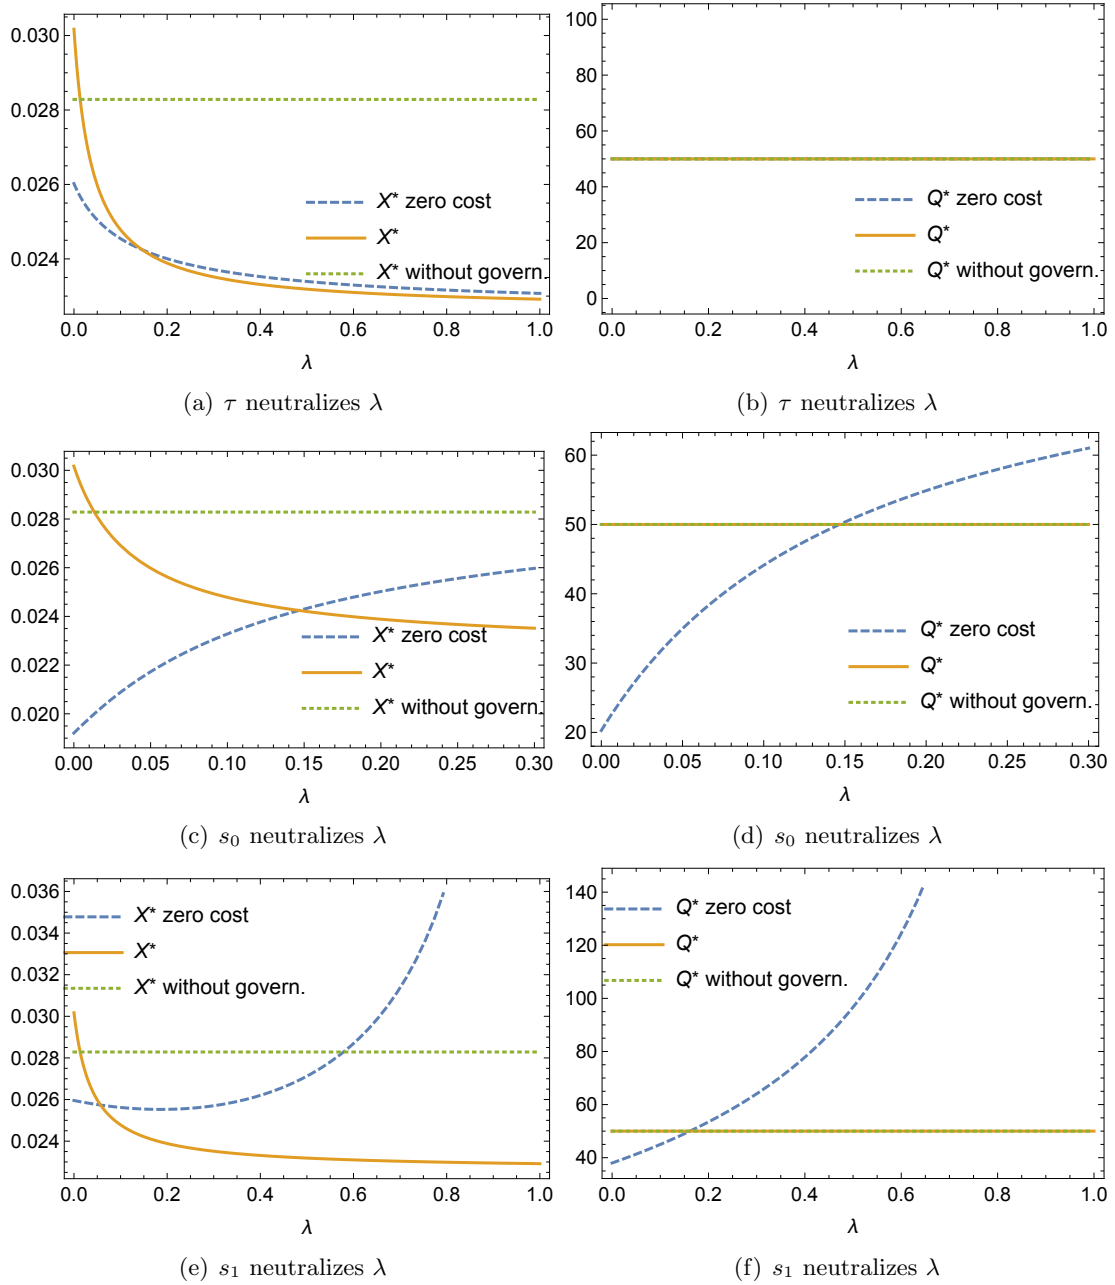 0.030
0.028
0.026
0.024
X* zero cost
X*
X* without govern.
0.0 0.2 0.4 0.6 0.8 1.0
λ
(a) τ neutralizes λ
100
80
60
40
20
0
Q* zero cost
Q*
Q* without govern.
0.0 0.2 0.4 0.6 0.8 1.0
λ
(b) τ neutralizes λ
0.030
0.028
0.026
0.024
0.022
0.020
X* zero cost
X*
X* without govern.
0.00 0.05 0.10 0.15 0.20 0.25 0.30
λ
(c) s₀ neutralizes λ
60
50
40
30
20
Q* zero cost
Q*
Q* without govern.
0.00 0.05 0.10 0.15 0.20 0.25 0.30
λ
(d) s₀ neutralizes λ
0.036
0.034
0.032
0.030
0.028
0.026
0.024
X* zero cost
X*
X* without govern.
0.0 0.2 0.4 0.6 0.8 1.0
λ
(e) s₁ neutralizes λ
140
120
100
80
60
40
Q* zero cost
Q*
Q* without govern.
0.0 0.2 0.4 0.6 0.8 1.0
λ
(f) s₁ neutralizes λ